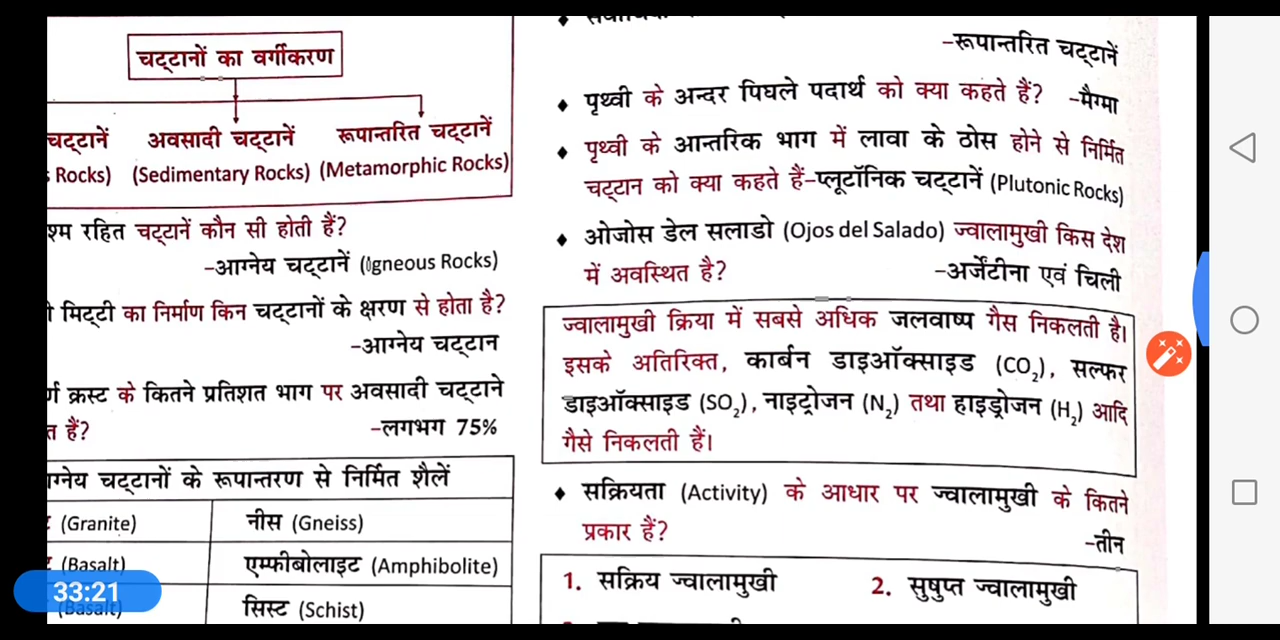 चट्टानों का वर्गीकरण
चट्टानें अवसादी चट्टानें रूपान्तरित चट्टानें
Rocks) (Sedimentary Rocks) (Metamorphic Rocks)
रहित चट्टानें कौन सी होती हैं?
-आग्नेय चट्टानें (Igneous Rocks)
मिट्टी का निर्माण किन चट्टानों के क्षरण से होता है?
-आग्नेय चट्टान
क्रस्ट के कितने प्रतिशत भाग पर अवसादी चट्टाने
हैं? -लगभग 75%
चट्टानों के रूपान्तरण से निर्मित शैलें
(Granite) नीस (Gneiss)
(Basalt) एम्फीबोलाइट (Amphibolite)
(Basalt) सिस्ट (Schist)
33:21
-रूपान्तरित चट्टानें
♦ पृथ्वी के अन्दर पिघले पदार्थ को क्या कहते हैं? -मैग्मा
♦ पृथ्वी के आन्तरिक भाग में लावा के ठोस होने से निर्मित
चट्टान को क्या कहते हैं-प्लूटॉनिक चट्टानें (Plutonic Rocks)
♦ ओजोस डेल सलाडो (Ojos del Salado) ज्वालामुखी किस देश
में अवस्थित है? -अर्जेंटीना एवं चिली
ज्वालामुखी क्रिया में सबसे अधिक जलवाष्प गैस निकलती है।
इसके अतिरिक्त, कार्बन डाइऑक्साइड (CO₂), सल्फर
डाइऑक्साइड (SO₂), नाइट्रोजन (N₂) तथा हाइड्रोजन (H₂) आदि
गैसे निकलती हैं।
♦ सक्रियता (Activity) के आधार पर ज्वालामुखी के कितने
प्रकार हैं? -तीन
1. सक्रिय ज्वालामुखी 2. सुषुप्त ज्वालामुखी